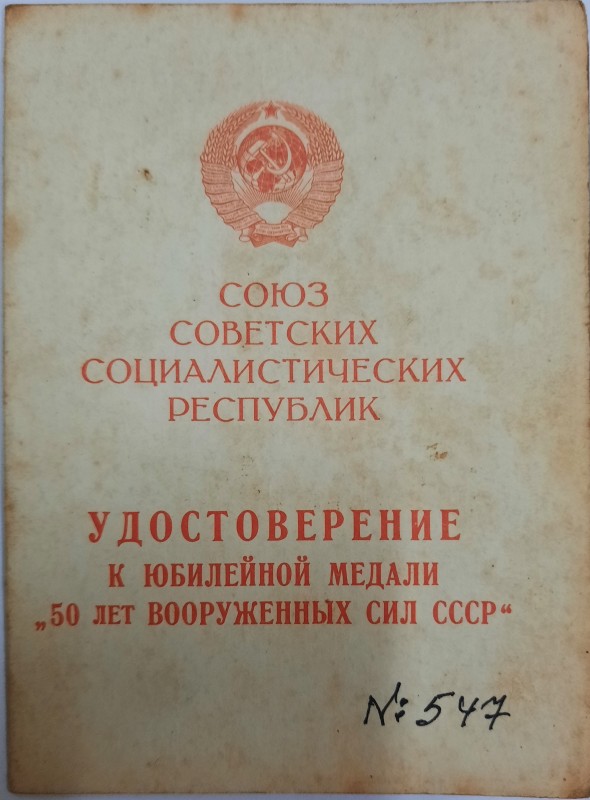 СОЮЗ
СОВЕТСКИХ
СОЦИАЛИСТИЧЕСКИХ
РЕСПУБЛИК
УДОСТОВЕРЕНИЕ
К ЮБИЛЕЙНОЙ МЕДАЛИ
„50 ЛЕТ ВООРУЖЕННЫХ СИЛ СССР“
№: 547